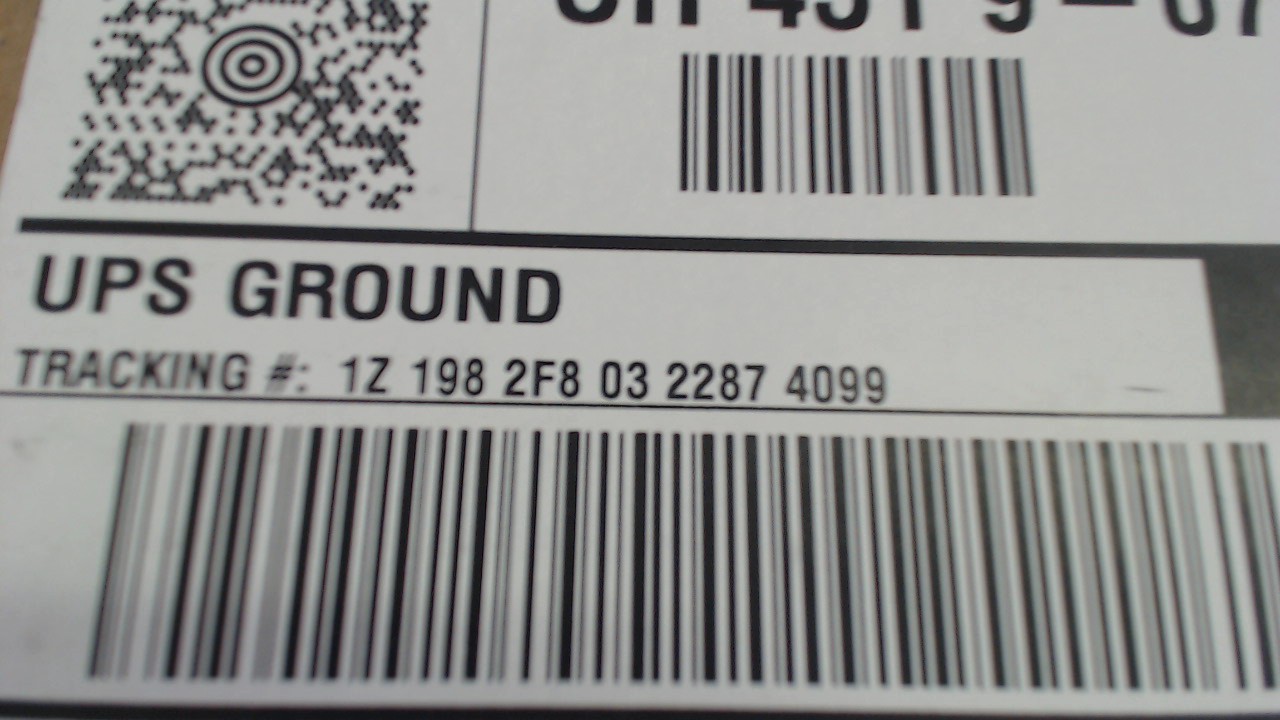 UPS GROUND
TRACKING #: 1Z 198 2F8 03 2287 4099